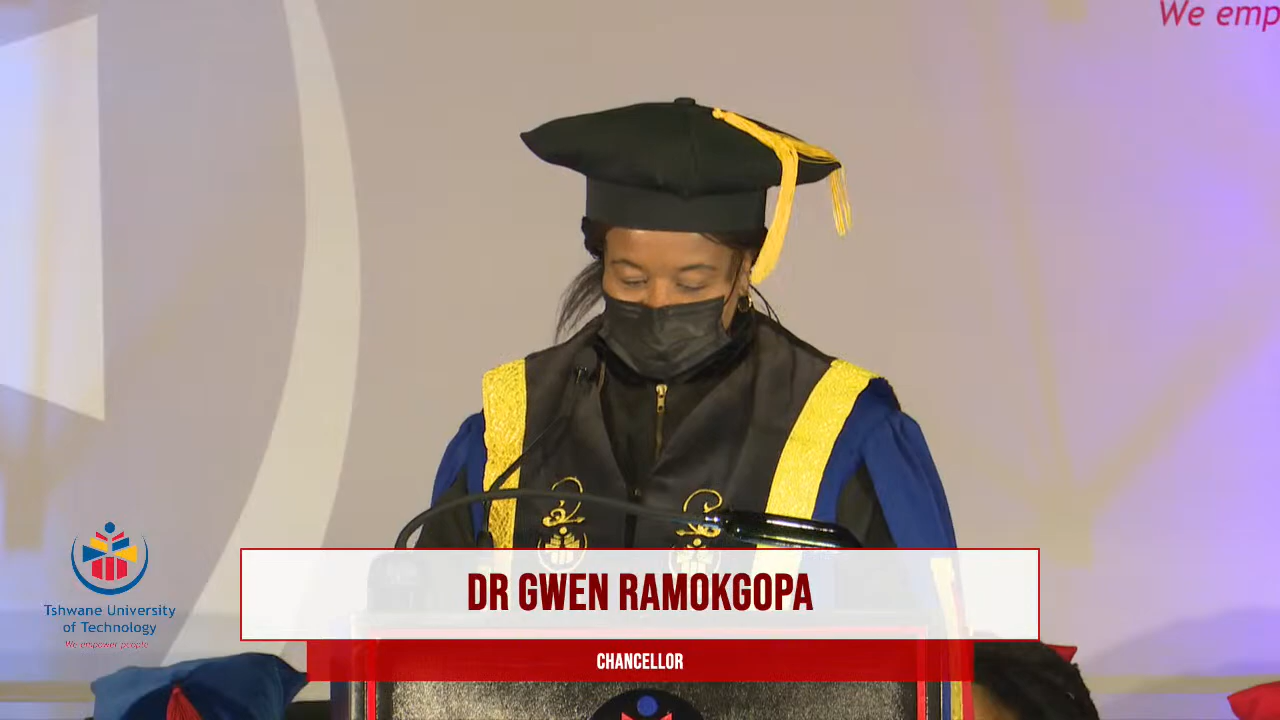 We emp
DR GWEN RAMOKGOPA
CHANCELLOR
Tshwane University
of Technology
We empower people